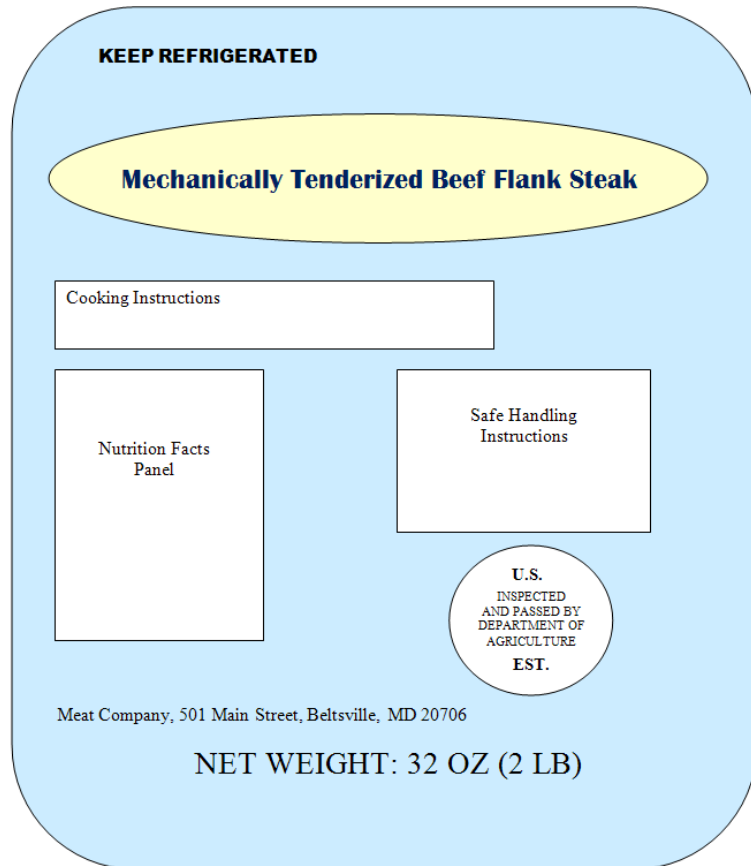 KEEP REFRIGERATED
Mechanically Tenderized Beef Flank Steak
Cooking Instructions
Nutrition Facts
Panel
Safe Handling
Instructions
U.S.
INSPECTED
AND PASSED BY
DEPARTMENT OF
AGRICULTURE
EST.
Meat Company, 501 Main Street, Beltsville, MD 20706
NET WEIGHT: 32 OZ (2 LB)